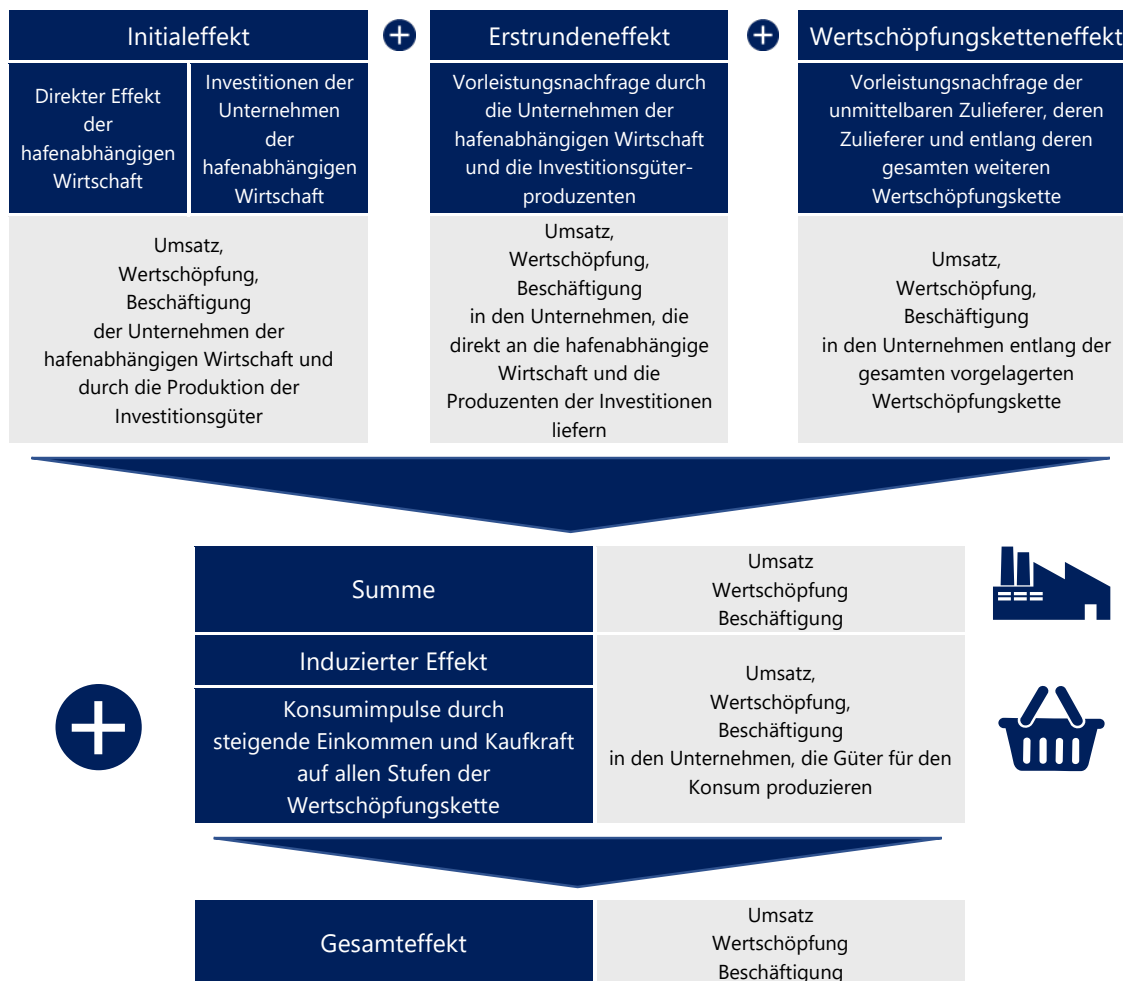 Initialeffekt
Erstrundeneffekt
Wertschöpfungsketteneffekt
Direkter Effekt
der
hafenabhängigen
Wirtschaft
Investitionen der
Unternehmen
der
hafenabhängigen
Wirtschaft
Vorleistungsnachfrage durch
die Unternehmen der
hafenabhängigen Wirtschaft
und die Investitionsgüter-
produzenten
Vorleistungsnachfrage der
unmittelbaren Zulieferer, deren
Zulieferer und entlang deren
gesamten weiteren
Wertschöpfungskette
Umsatz,
Wertschöpfung,
Beschäftigung
der Unternehmen der
hafenabhängigen Wirtschaft und
durch die Produktion der
Investitionsgüter
Umsatz,
Wertschöpfung,
Beschäftigung
in den Unternehmen, die
direkt an die hafenabhängige
Wirtschaft und die
Produzenten der Investitionen
liefern
Umsatz,
Wertschöpfung,
Beschäftigung
in den Unternehmen entlang der
gesamten vorgelagerten
Wertschöpfungskette
Summe
Umsatz
Wertschöpfung
Beschäftigung
Induzierter Effekt
Konsumimpulse durch
steigende Einkommen und Kaufkraft
auf allen Stufen der
Wertschöpfungskette
Umsatz,
Wertschöpfung,
Beschäftigung
in den Unternehmen, die Güter für den
Konsum produzieren
Gesamteffekt
Umsatz
Wertschöpfung
Beschäftigung